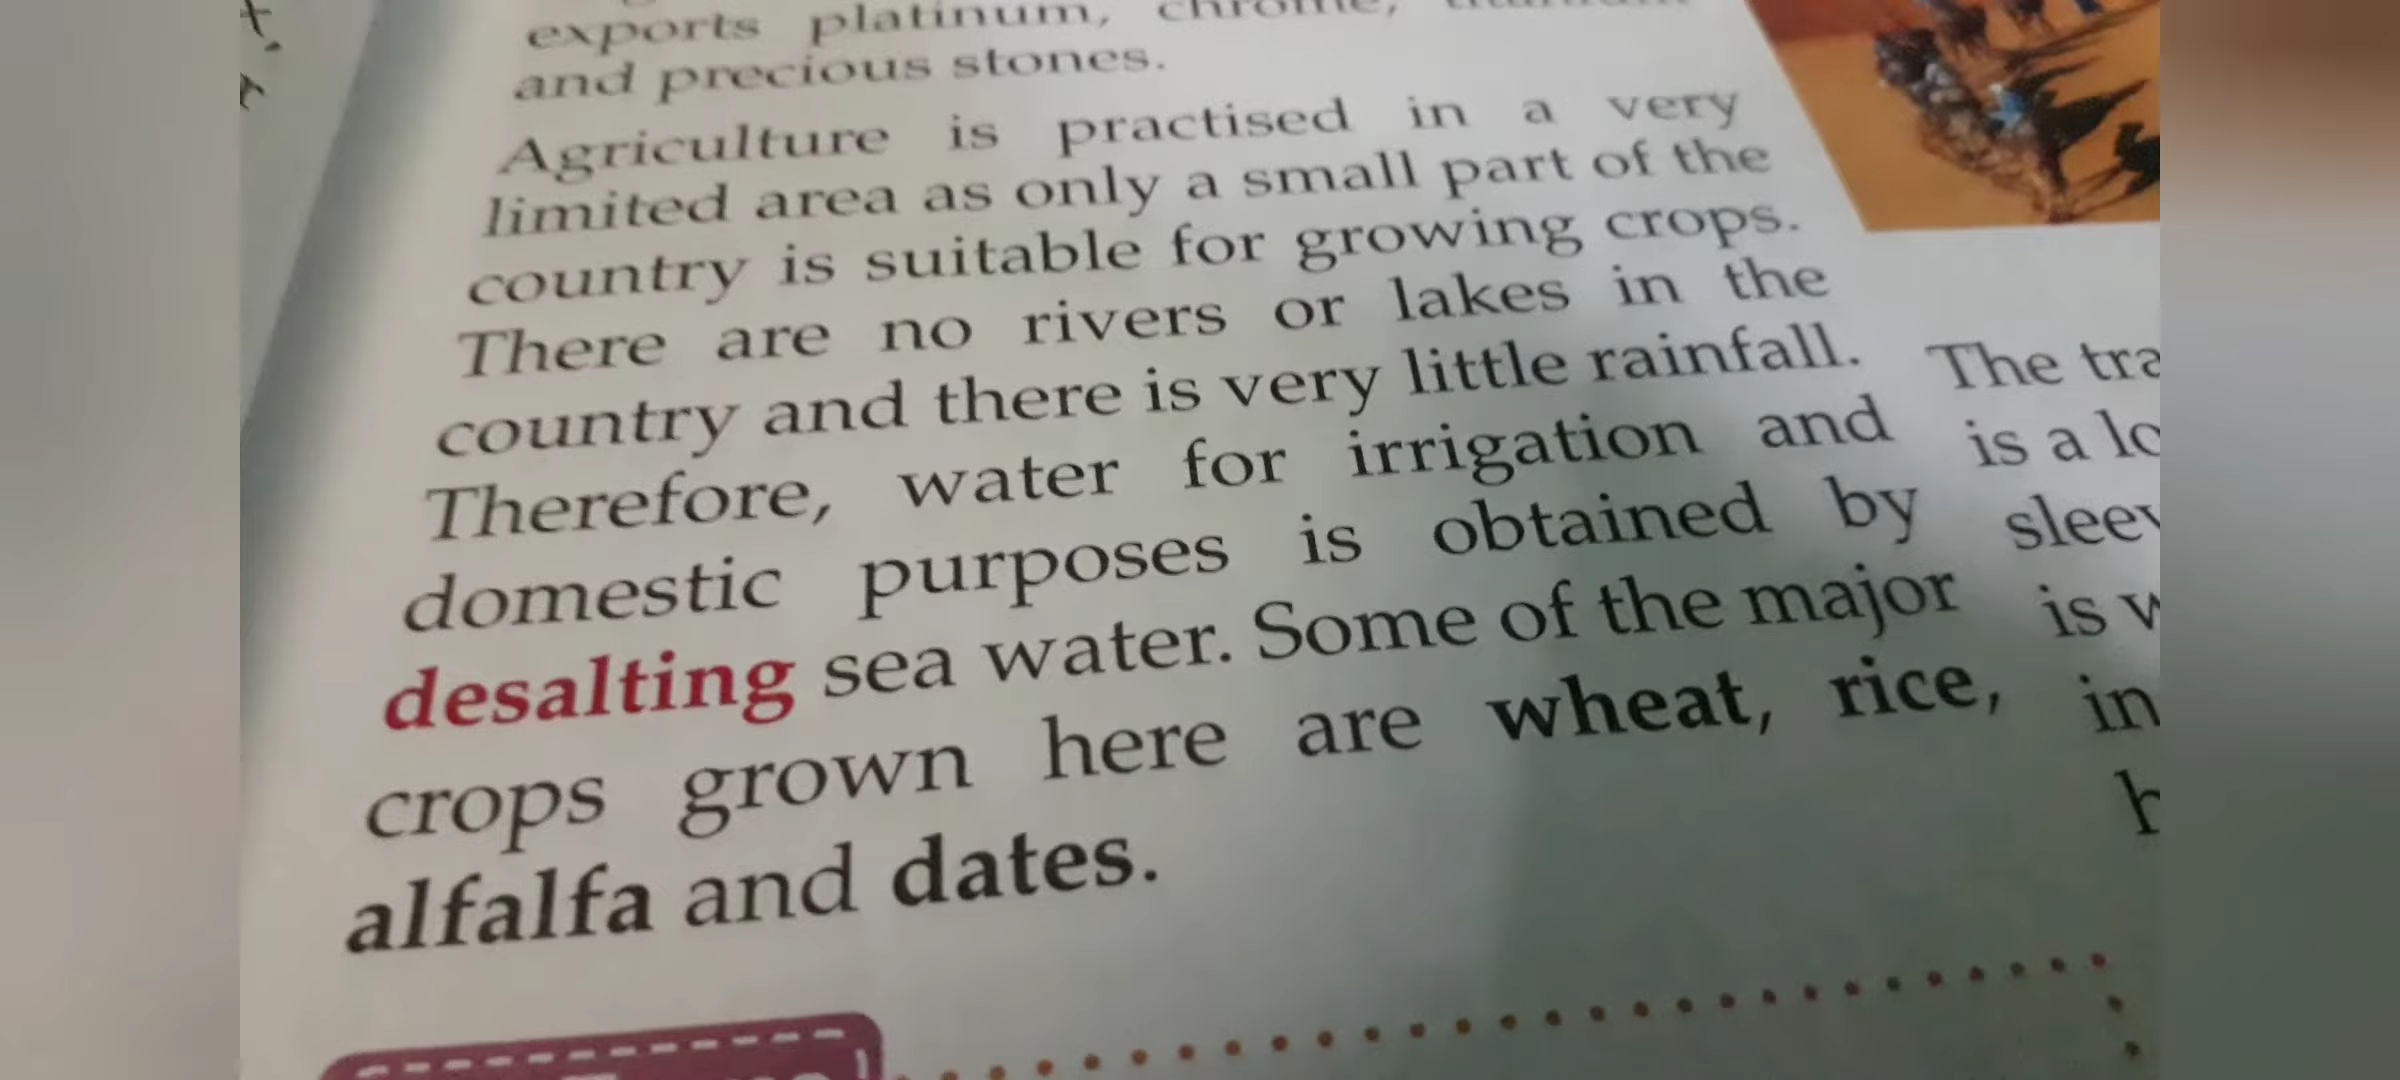 exports platinum, chrome,
and precious stones.
Agriculture is practised in a very
limited area as only a small part of the
country is suitable for growing crops.
There are no rivers or lakes in the
country and there is very little rainfall.
Therefore, water for irrigation and
domestic purposes is obtained by
desalting sea water. Some of the major
crops grown here are wheat, rice,
alfalfa and dates.
The
is a
is
in